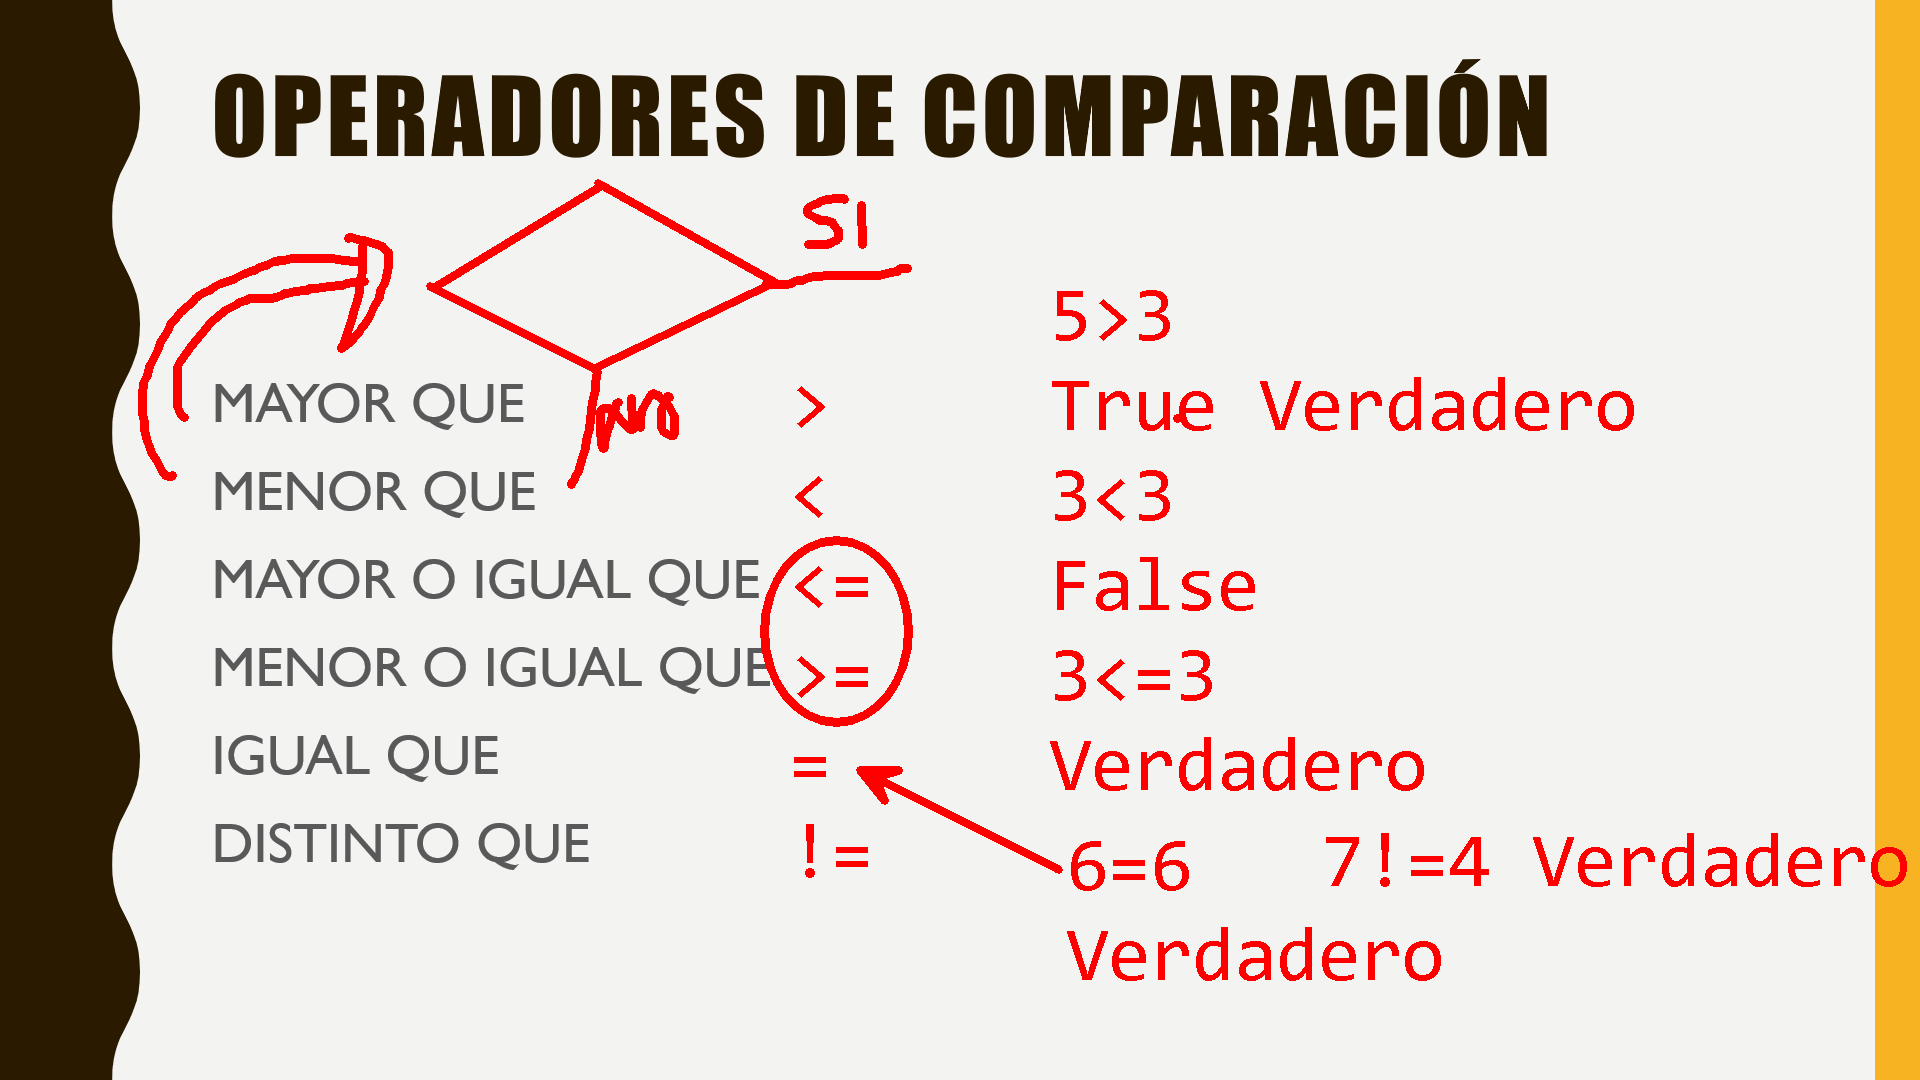 OPERADORES DE COMPARACIÓN
SI
5>3
MAYOR QUE > True Verdadero
no
MENOR QUE < 3<3
MAYOR O IGUAL QUE <= False
MENOR O IGUAL QUE >= 3<=3
IGUAL QUE = Verdadero
DISTINTO QUE != 6=6 7!=4 Verdadero
Verdadero